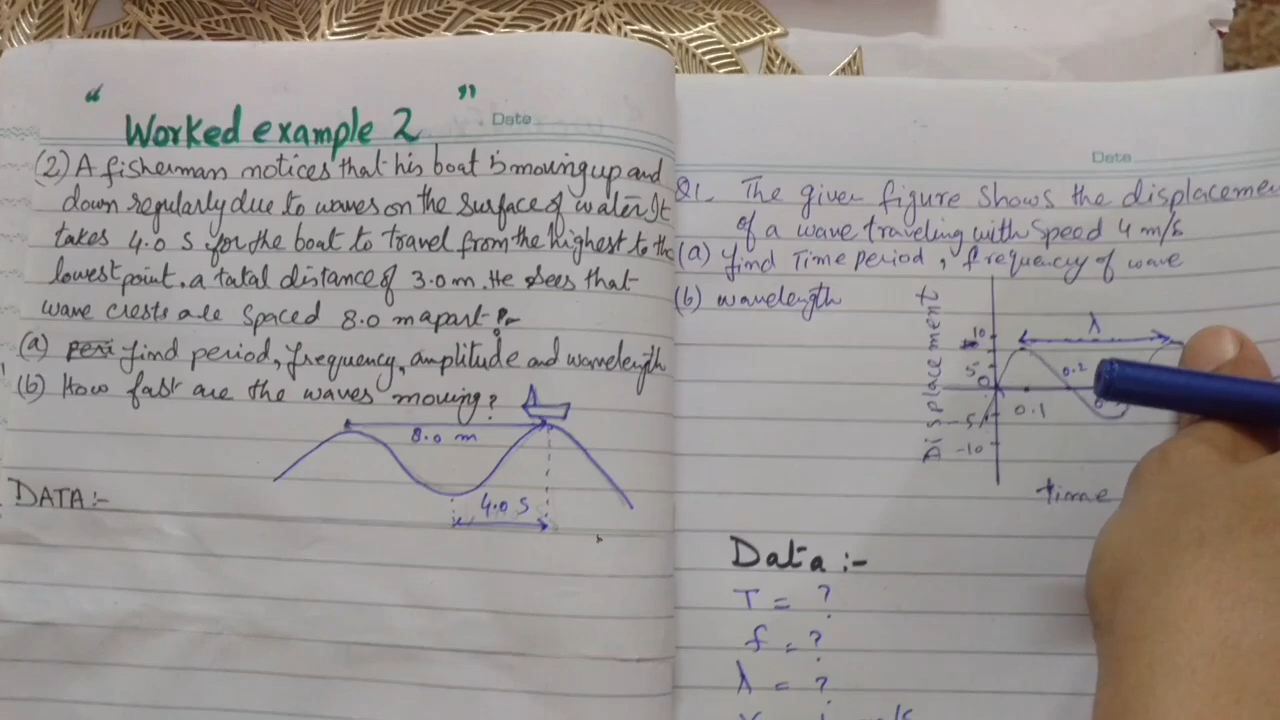 " Worked example 2 "
Date
(2) A fisherman notices that his boat is moving up and
down regularly due to waves on the surface of water. It
takes 4.0 S for the boat to travel from the highest to the
lowest point. a total distance of 3.0 m. He sees that
wave crests are spaced 8.0 m apart
(a) find period, frequency, amplitude and wavelength
(b) How fast are the waves moving?
8.0 m
4.0 S
DATA:-
Date
Q1. The given figure shows the displacemen
of a wave traveling with speed 4 m/s
(a) find Time period, frequency of wave
(b) wavelength
Displacement
10
5
0
-5
-10
λ
0.1
0.2
time
Data :-
T = ?
f = ?
λ = ?